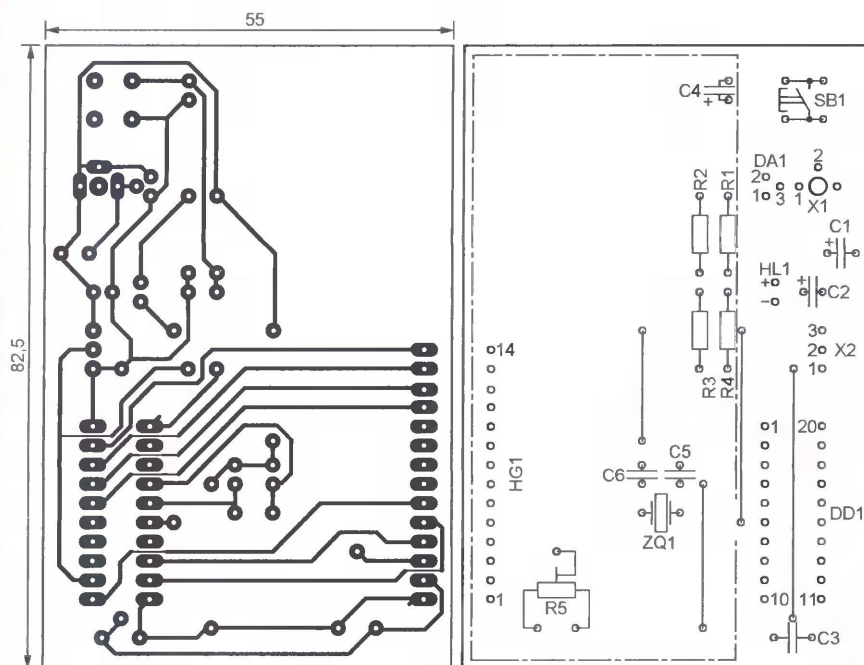 55
82,5
C4
+
SB1
R2
R1
DA1
2
2
1
3
1
X1
C1
+
HL1
+
-
+
C2
3
2
1
X2
R3
R4
14
HG1
1
C6
C5
ZQ1
R5
1
20
DD1
10
11
C3